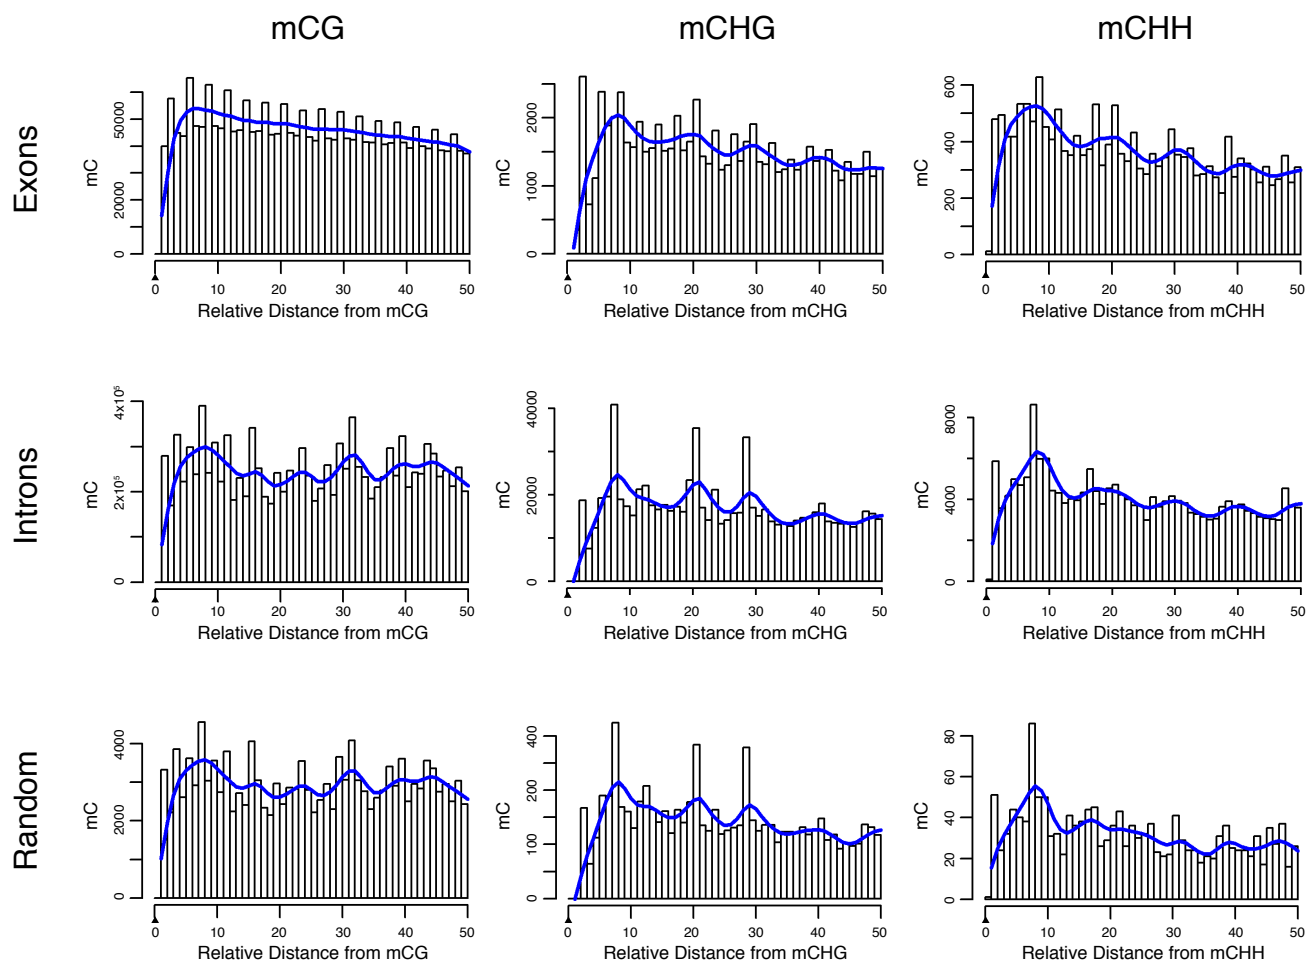 mCG mCHG mCHH
Exons
mC
0 20000 50000
0 10 20 30 40 50
Relative Distance from mCG
mC
0 1000 2000
0 10 20 30 40 50
Relative Distance from mCHG
mC
0 200 400 600
0 10 20 30 40 50
Relative Distance from mCHH
Introns
mC
0 2x10⁵ 4x10⁵
0 10 20 30 40 50
Relative Distance from mCG
mC
0 20000 40000
0 10 20 30 40 50
Relative Distance from mCHG
mC
0 4000 8000
0 10 20 30 40 50
Relative Distance from mCHH
Random
mC
0 2000 4000
0 10 20 30 40 50
Relative Distance from mCG
mC
0 100 200 400
0 10 20 30 40 50
Relative Distance from mCHG
mC
0 20 40 60 80
0 10 20 30 40 50
Relative Distance from mCHH